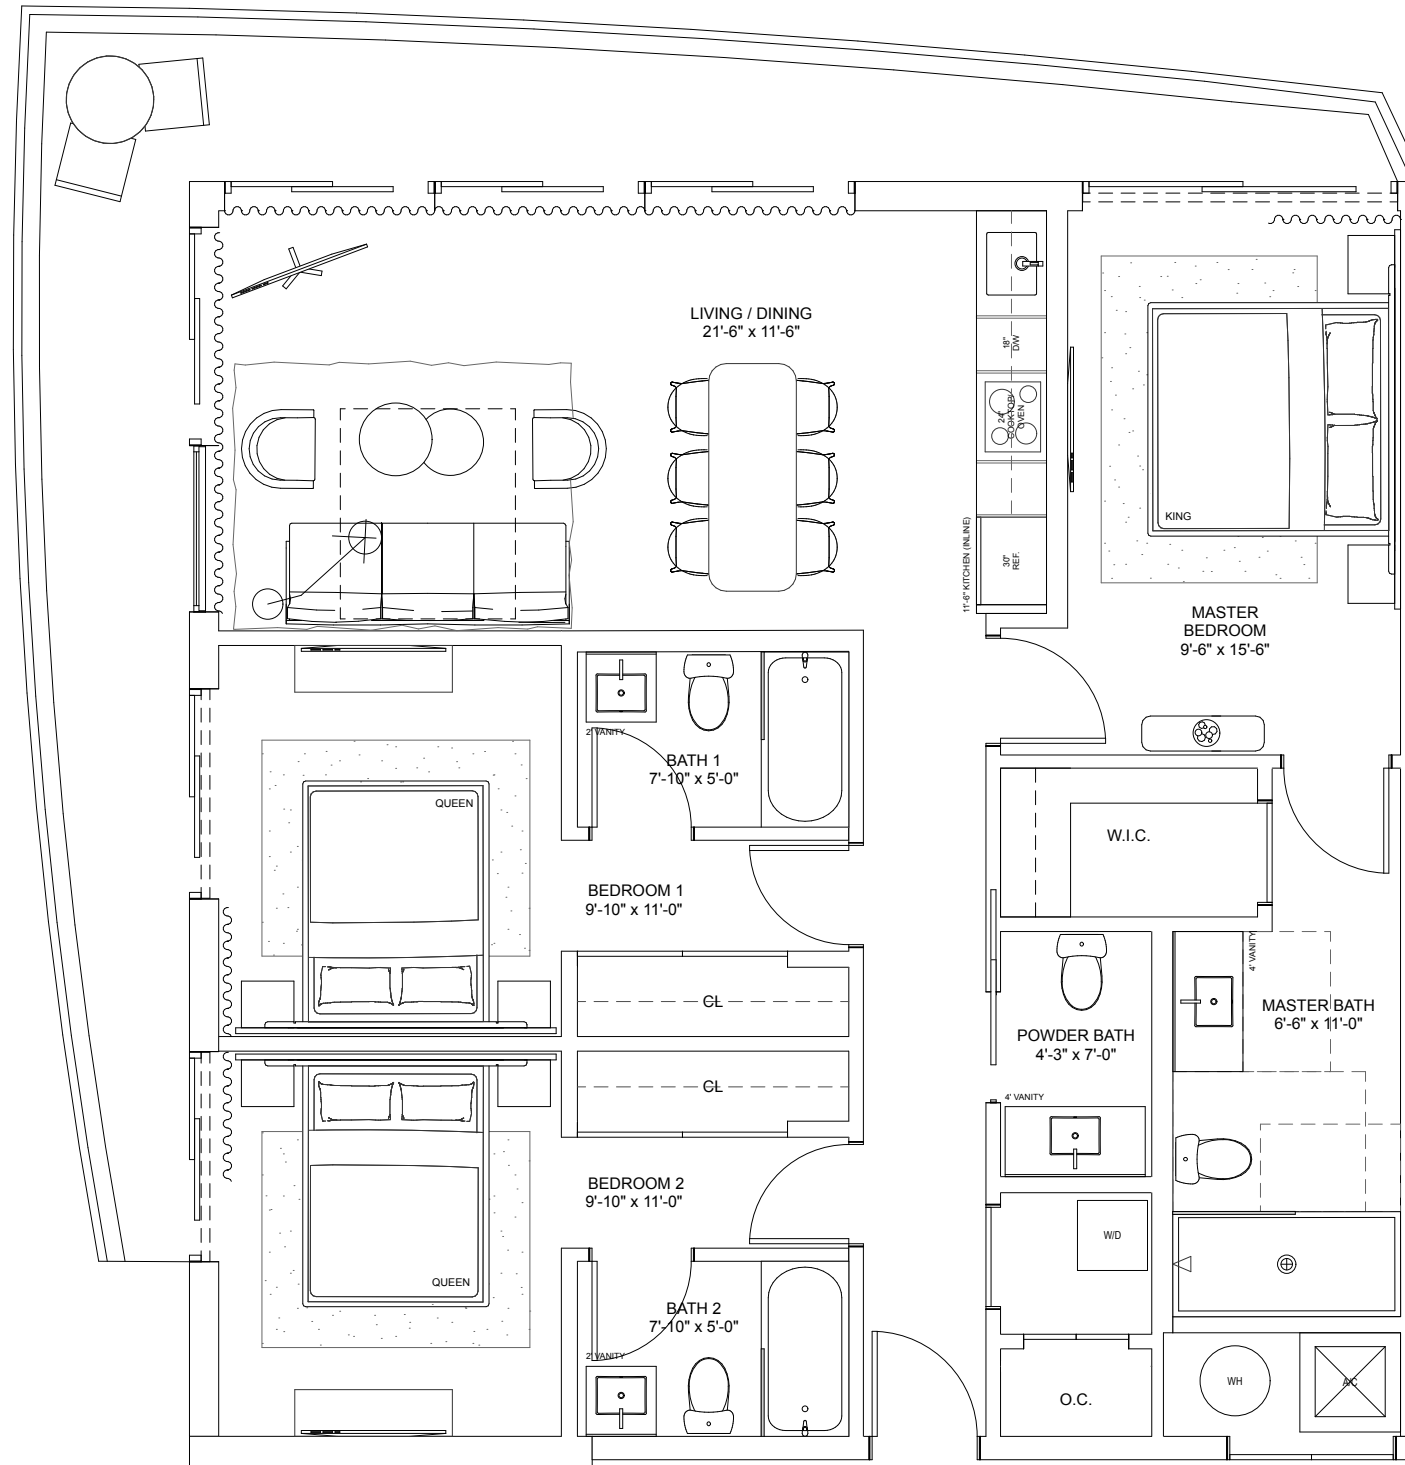 LIVING / DINING
21'-6" x 11'-6"
18"
DW
24"
COOKTOP/
OVEN
30"
REF.
11'-6" KITCHEN (INLINE)
KING
MASTER
BEDROOM
9'-6" x 15'-6"
2' VANITY
BATH 1
7'-10" x 5'-0"
QUEEN
W.I.C.
BEDROOM 1
9'-10" x 11'-0"
4' VANITY
CL
MASTER BATH
6'-6" x 11'-0"
POWDER BATH
4'-3" x 7'-0"
CL
4' VANITY
BEDROOM 2
9'-10" x 11'-0"
W/D
QUEEN
BATH 2
7'-10" x 5'-0"
2' VANITY
WH
A/C
O.C.